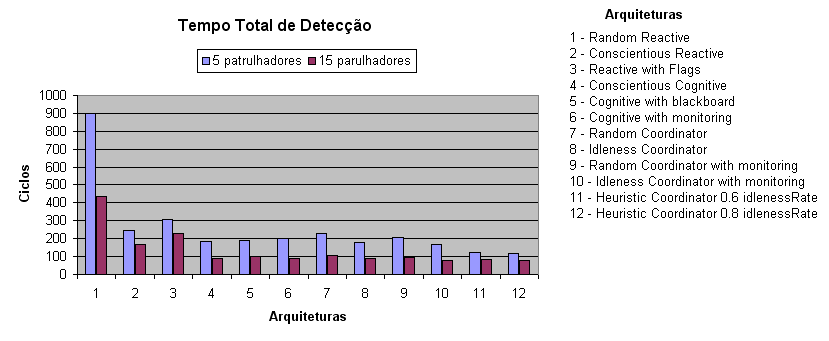 Tempo Total de Detecção
5 patrulhadores
15 parulhadores
Ciclos
1000
900
800
700
600
500
400
300
200
100
0
1 2 3 4 5 6 7 8 9 10 11 12
Arquiteturas
Arquiteturas
1 - Random Reactive
2 - Conscientious Reactive
3 - Reactive with Flags
4 - Conscientious Cognitive
5 - Cognitive with blackboard
6 - Cognitive with monitoring
7 - Random Coordinator
8 - Idleness Coordinator
9 - Random Coordinator with monitoring
10 - Idleness Coordinator with monitoring
11 - Heuristic Coordinator 0.6 idlenessRate
12 - Heuristic Coordinator 0.8 idlenessRate